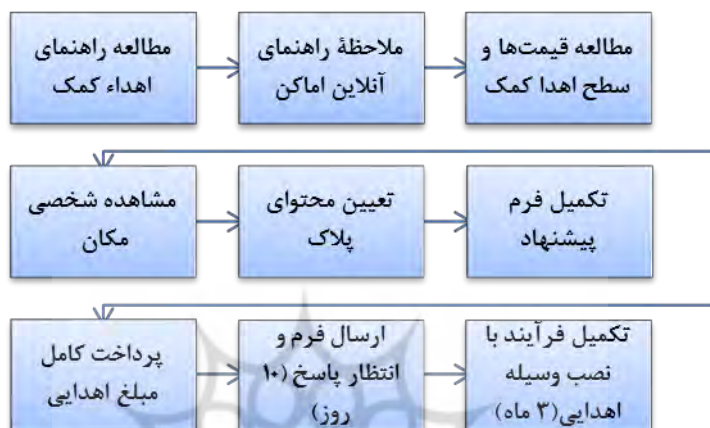 مطالعه راهنمای
اهداء کمک
ملاحظهٔ راهنمای
آنلاین اماکن
مطالعه قیمت‌ها و
سطح اهدا کمک
مشاهده شخصی
مکان
تعیین محتوای
پلاک
تکمیل فرم
پیشنهاد
پرداخت کامل
مبلغ اهدایی
ارسال فرم و
انتظار پاسخ (۱۰
روز)
تکمیل فرآیند با
نصب وسیله
اهدایی(۳ ماه)